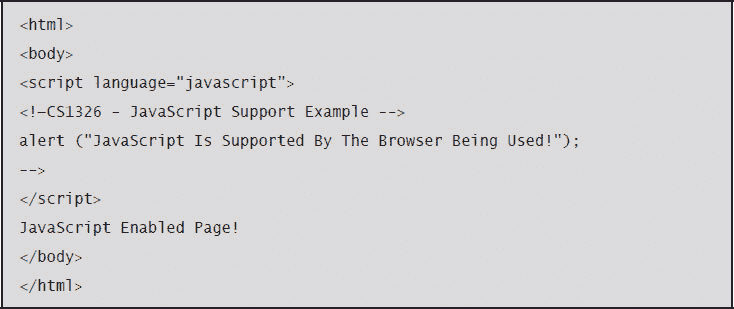 <html>
<body>
<script language="javascript">
<!—CS1326 - JavaScript Support Example -->
alert ("JavaScript Is Supported By The Browser Being Used!");
-->
</script>
JavaScript Enabled Page!
</body>
</html>